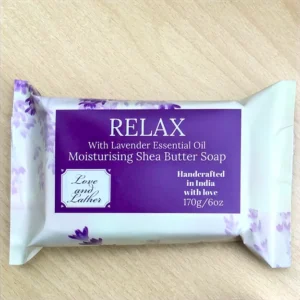 RELAX
With Lavender Essential Oil
Moisturising Shea Butter Soap
Love
and
Lather
Handcrafted
in India
with love
170g/6oz